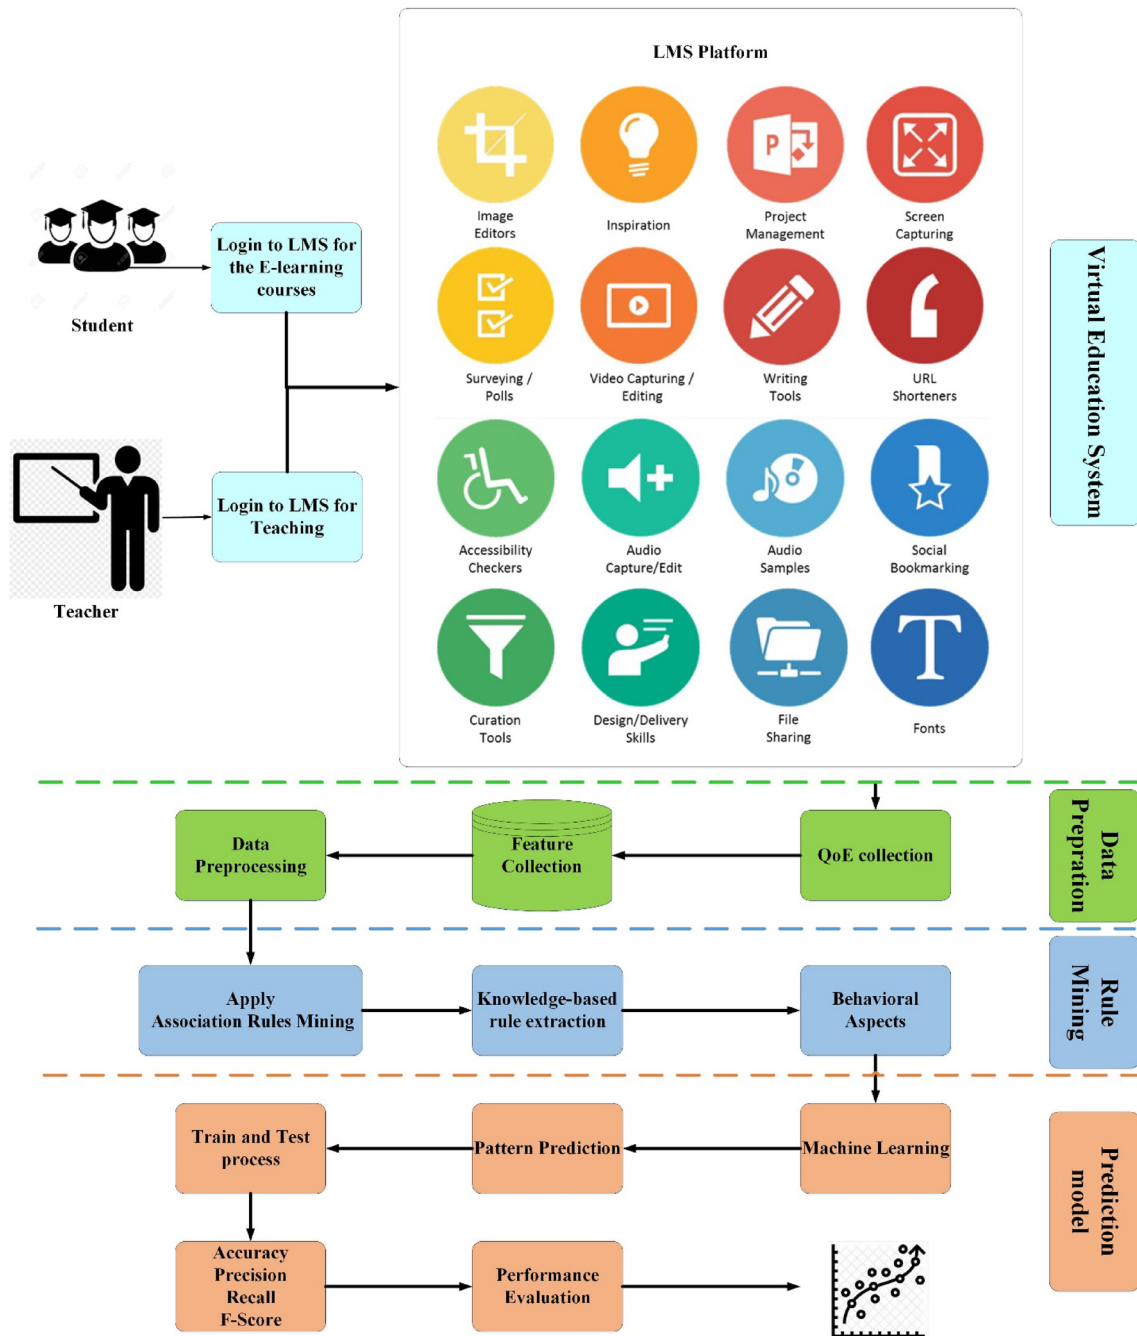 LMS Platform
Image
Editors
Inspiration
Project
Management
Screen
Capturing
Login to LMS for
the E-learning
courses
Student
Surveying /
Polls
Video Capturing /
Editing
Writing
Tools
URL
Shorteners
Virtual Education System
Login to LMS for
Teaching
Teacher
Accessibility
Checkers
Audio
Capture/Edit
Audio
Samples
Social
Bookmarking
Curation
Tools
Design/Delivery
Skills
File
Sharing
Fonts
Data
Preprocessing
Feature
Collection
QoE collection
Data
Prepration
Apply
Association Rules Mining
Knowledge-based
rule extraction
Behavioral
Aspects
Rule
Mining
Train and Test
process
Pattern Prediction
Machine Learning
Prediction
model
Accuracy
Precision
Recall
F-Score
Performance
Evaluation